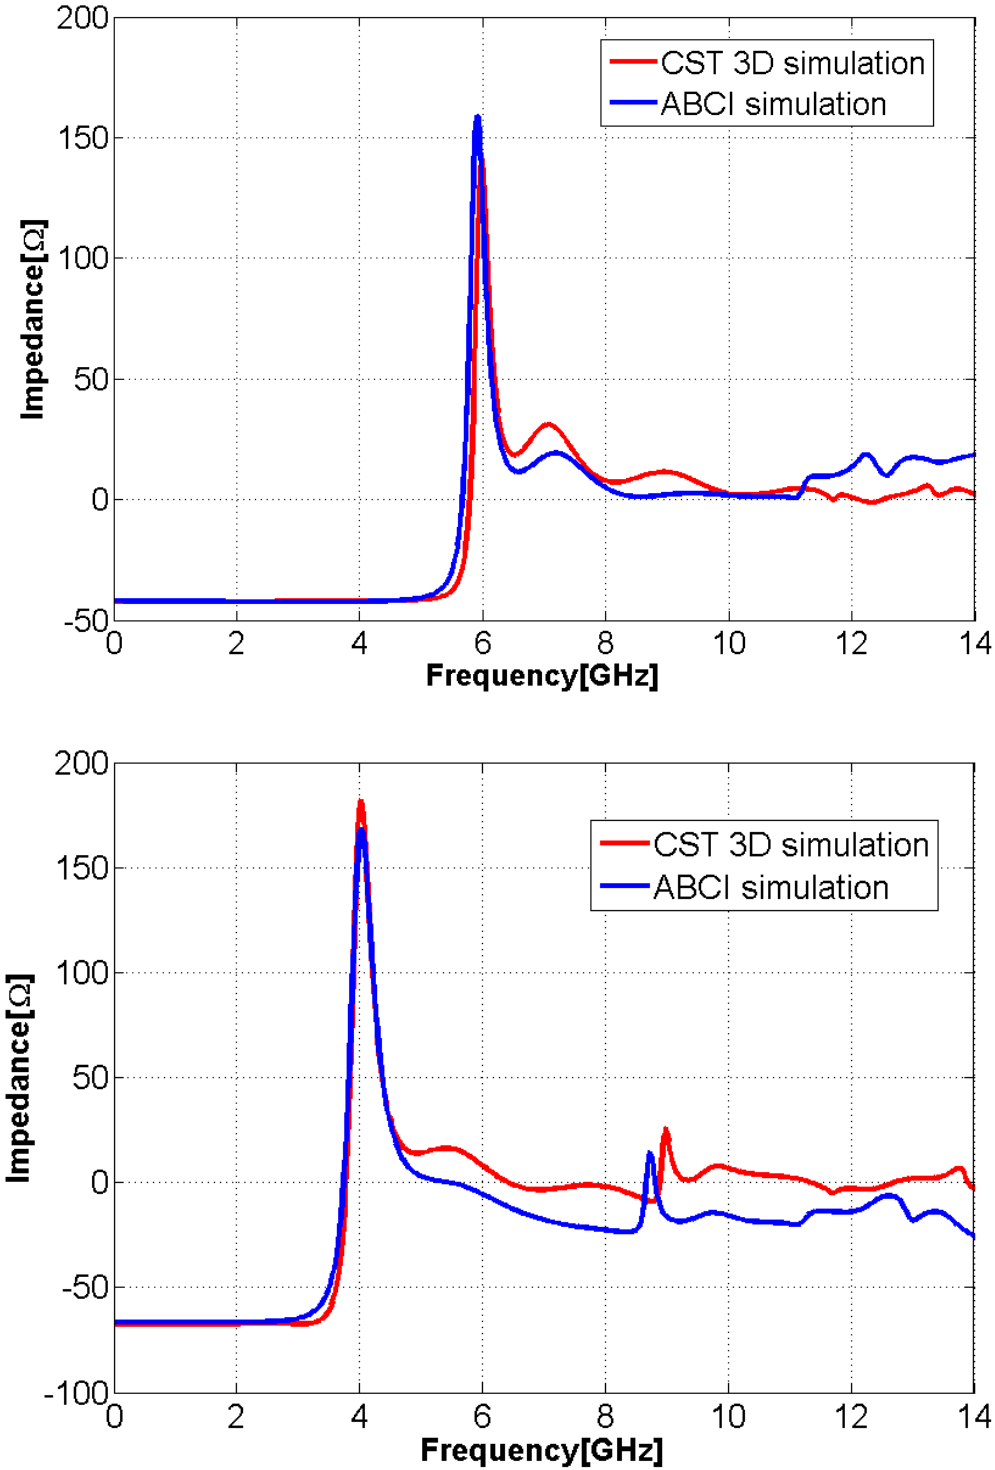 200
150
100
50
0
-50
Impedance[Ω]
CST 3D simulation
ABCI simulation
0 2 4 6 8 10 12 14
Frequency[GHz]
200
150
100
50
0
-50
-100
Impedance[Ω]
CST 3D simulation
ABCI simulation
0 2 4 6 8 10 12 14
Frequency[GHz]